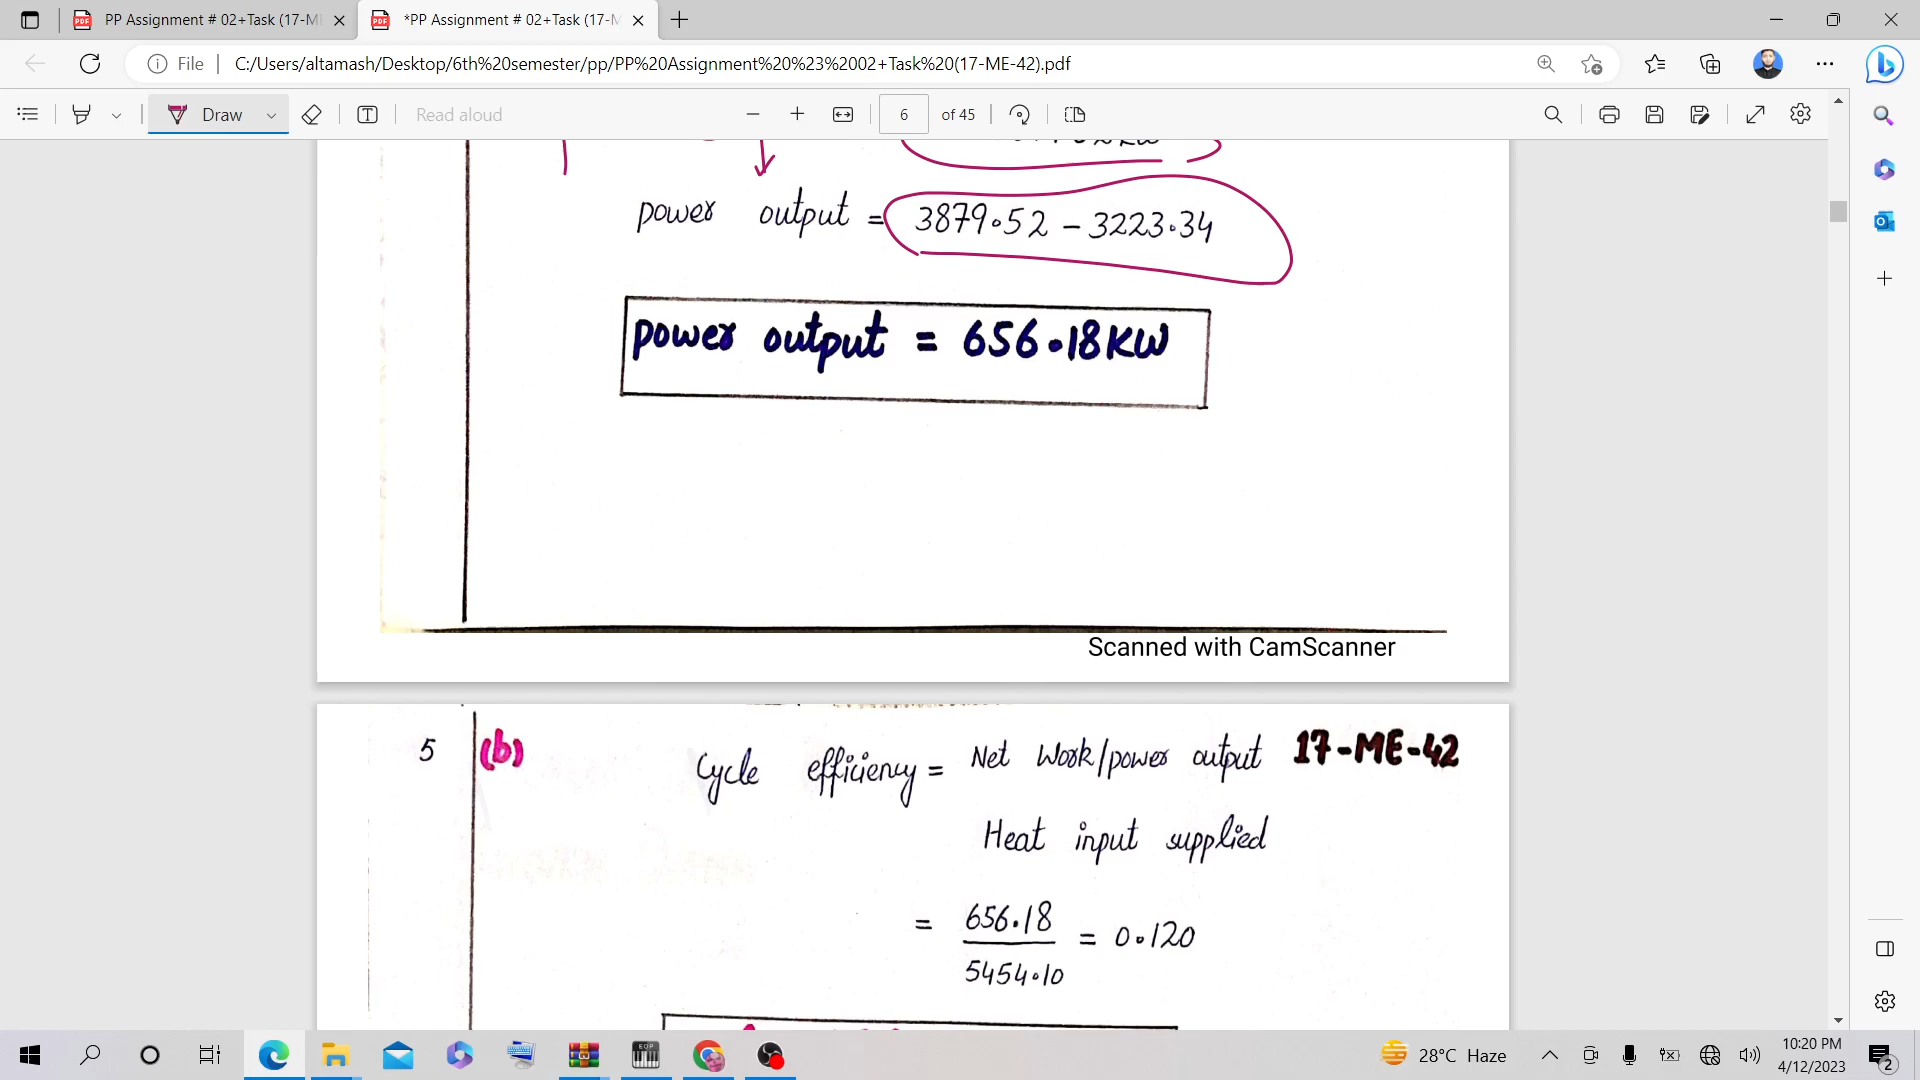 PP Assignment # 02+Task (17-M
*PP Assignment # 02+Task (17-M
File
C:/Users/altamash/Desktop/6th%20semester/pp/PP%20Assignment%20%23%2002+Task%20(17-ME-42).pdf
Draw
Read aloud
6 of 45
power output = 3879.52 - 3223.34
power output = 656.18KW
Scanned with CamScanner
5 (b) Cycle efficiency = Net Work/power output 17-ME-42
Heat input supplied
= 656.18 = 0.120
5454.10
28°C Haze
10:20 PM
4/12/2023
2